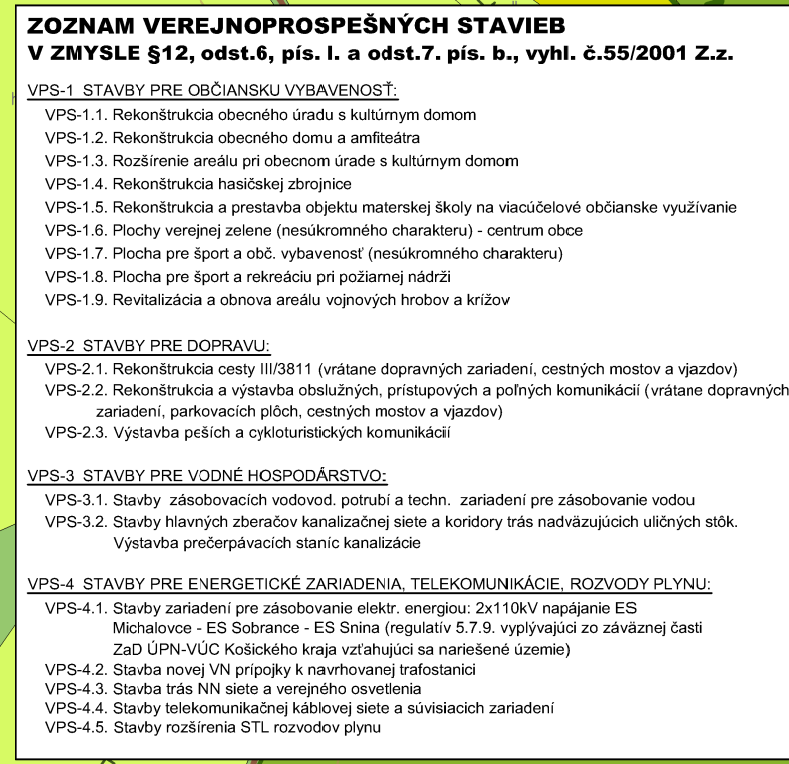 ZOZNAM VEREJNOPROSPEŠNÝCH STAVIEB
V ZMYSLE §12, odst.6, pís. l. a odst.7. pís. b., vyhl. č.55/2001 Z.z.
VPS-1 STAVBY PRE OBČIANSKU VYBAVENOSŤ:
VPS-1.1. Rekonštrukcia obecného úradu s kultúrnym domom
VPS-1.2. Rekonštrukcia obecného domu a amfiteátra
VPS-1.3. Rozšírenie areálu pri obecnom úrade s kultúrnym domom
VPS-1.4. Rekonštrukcia hasičskej zbrojnice
VPS-1.5. Rekonštrukcia a prestavba objektu materskej školy na viacúčelové občianske využívanie
VPS-1.6. Plochy verejnej zelene (nesúkromného charakteru) - centrum obce
VPS-1.7. Plocha pre šport a obč. vybavenosť (nesúkromného charakteru)
VPS-1.8. Plocha pre šport a rekreáciu pri požiarnej nádrži
VPS-1.9. Revitalizácia a obnova areálu vojnových hrobov a krížov
VPS-2 STAVBY PRE DOPRAVU:
VPS-2.1. Rekonštrukcia cesty III/3811 (vrátane dopravných zariadení, cestných mostov a vjazdov)
VPS-2.2. Rekonštrukcia a výstavba obslužných, prístupových a poľných komunikácií (vrátane dopravných
zariadení, parkovacích plôch, cestných mostov a vjazdov)
VPS-2.3. Výstavba peších a cykloturistických komunikácií
VPS-3 STAVBY PRE VODNÉ HOSPODÁRSTVO:
VPS-3.1. Stavby zásobovacích vodovod. potrubí a techn. zariadení pre zásobovanie vodou
VPS-3.2. Stavby hlavných zberačov kanalizačnej siete a koridory trás nadväzujúcich uličných stôk.
Výstavba prečerpávacích staníc kanalizácie
VPS-4 STAVBY PRE ENERGETICKÉ ZARIADENIA, TELEKOMUNIKÁCIE, ROZVODY PLYNU:
VPS-4.1. Stavby zariadení pre zásobovanie elektr. energiou: 2x110kV napájanie ES
Michalovce - ES Sobrance - ES Snina (regulatív 5.7.9. vyplývajúci zo záväznej časti
ZaD ÚPN-VÚC Košického kraja vzťahujúci sa nariešené územie)
VPS-4.2. Stavba novej VN prípojky k navrhovanej trafostanici
VPS-4.3. Stavba trás NN siete a verejného osvetlenia
VPS-4.4. Stavby telekomunikačnej káblovej siete a súvisiacich zariadení
VPS-4.5. Stavby rozšírenia STL rozvodov plynu